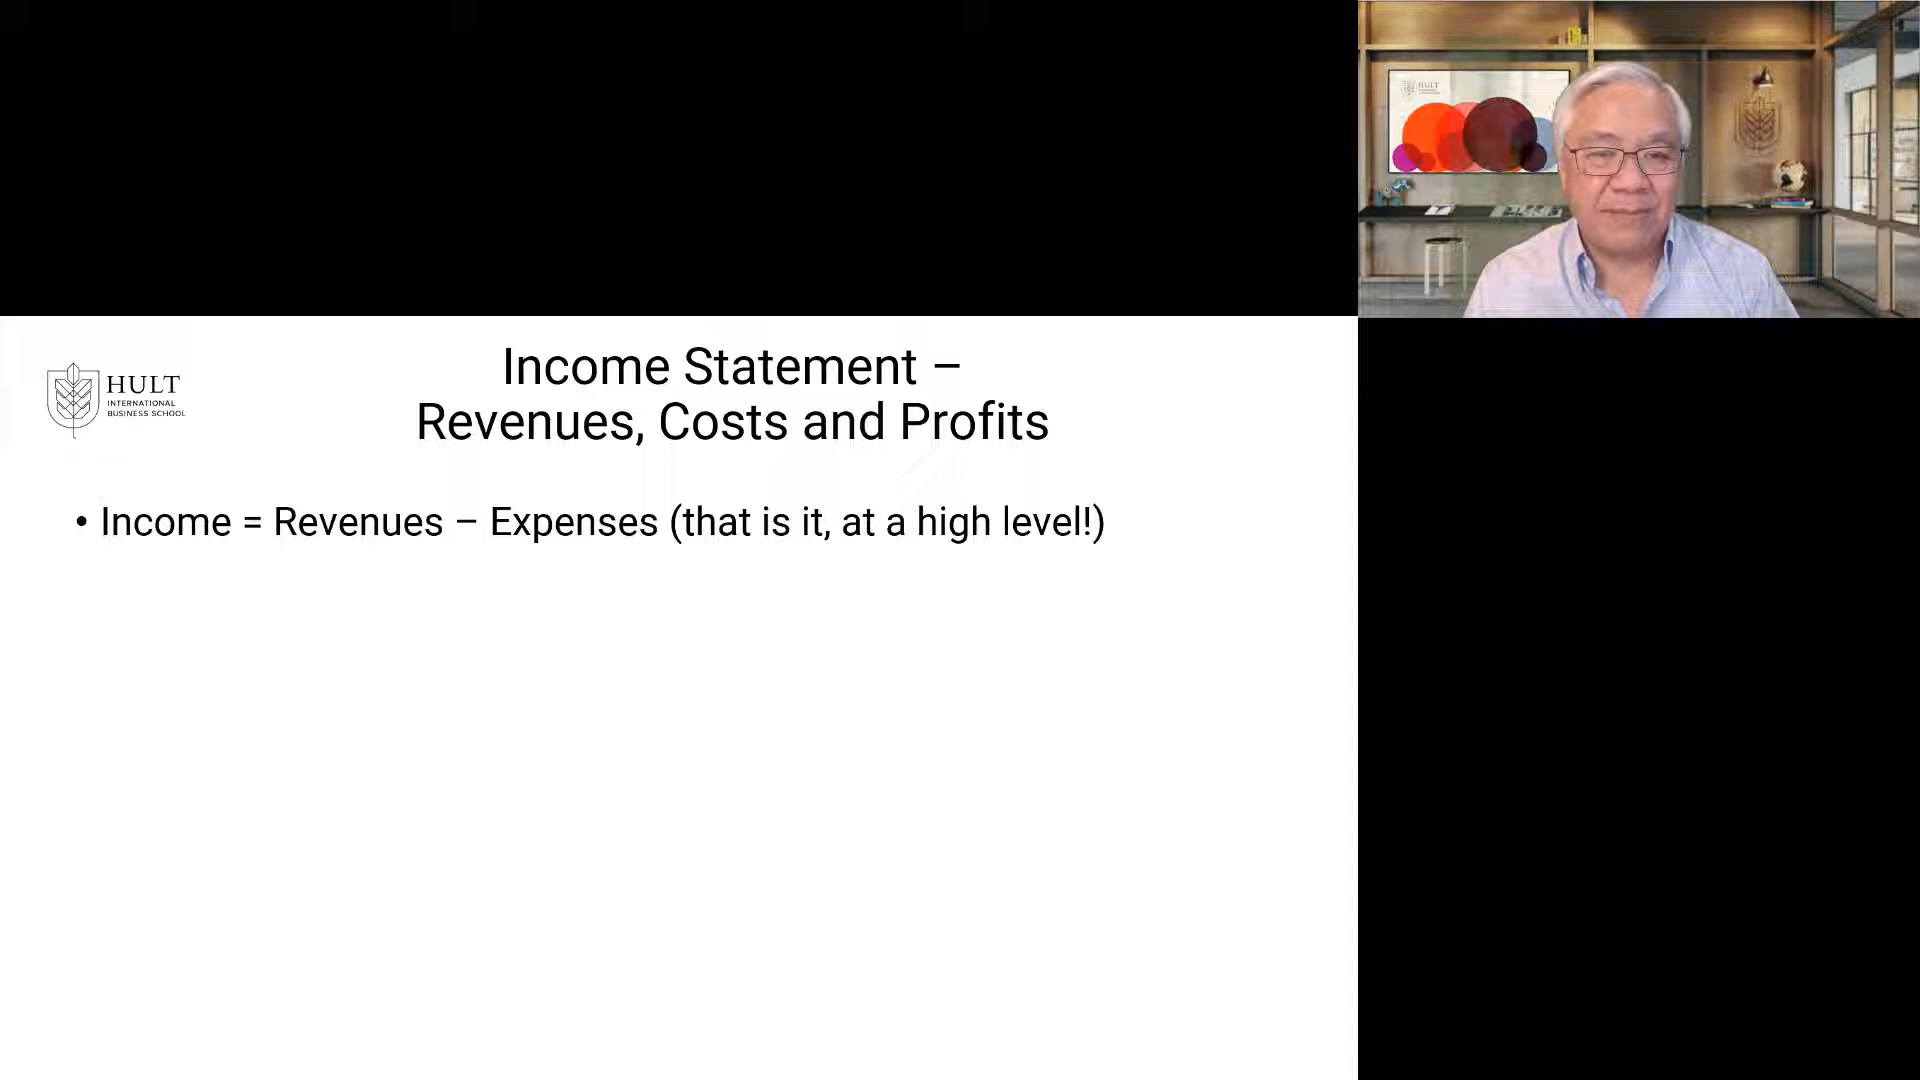 HULT
HULT
INTERNATIONAL
BUSINESS SCHOOL
Income Statement –
Revenues, Costs and Profits
• Income = Revenues – Expenses (that is it, at a high level!)